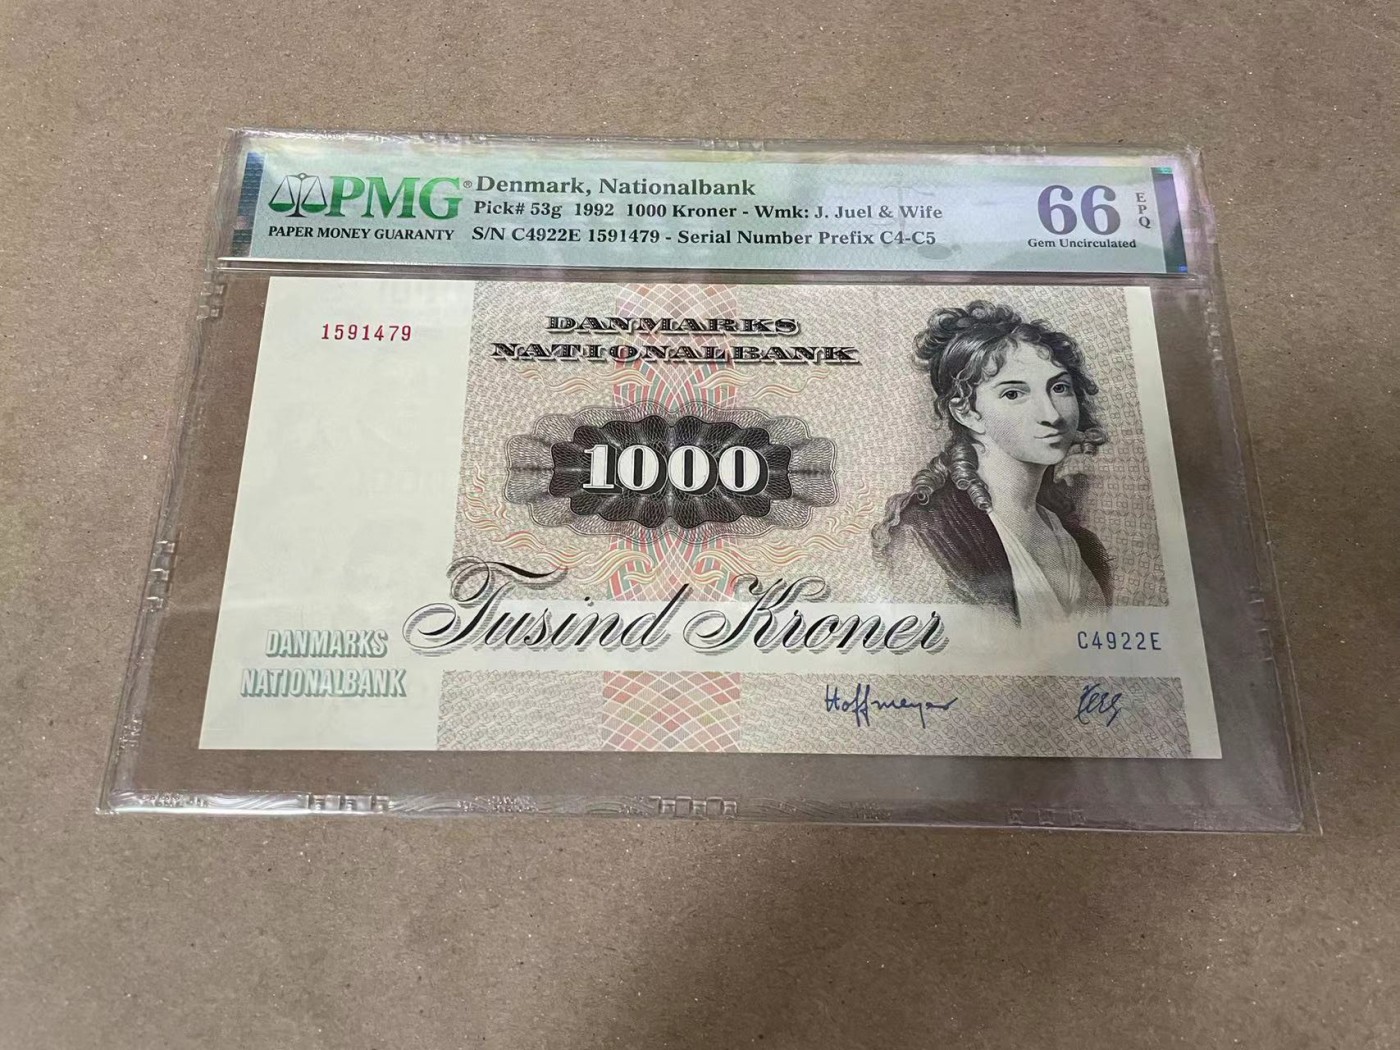 PMG®
PAPER MONEY GUARANTY
Denmark, Nationalbank
Pick# 53g 1992 1000 Kroner - Wmk: J. Juel & Wife
S/N C4922E 1591479 - Serial Number Prefix C4-C5
66 EPQ
Gem Uncirculated
1591479
DANMARKS
NATIONALBANK
1000
Tusind Kroner
DANMARKS
NATIONALBANK
C4922E
Hoffmeyer